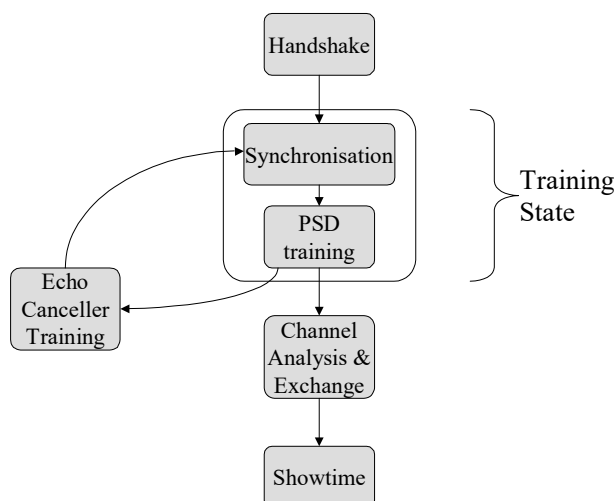 Handshake
Synchronisation
Training
State
PSD
training
Echo
Canceller
Training
Channel
Analysis &
Exchange
Showtime